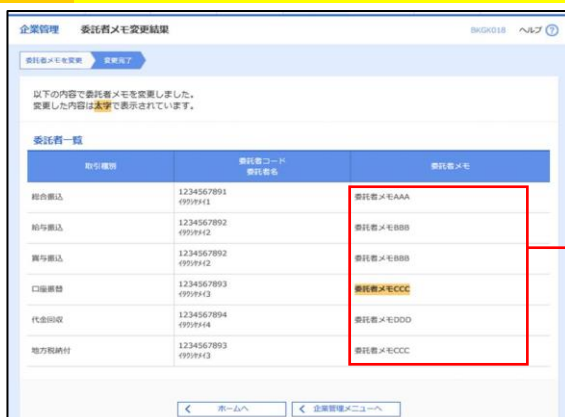 企業管理 委託者メモ変更結果 BKGK018 ヘルプ ?
委託者メモを変更 変更完了
以下の内容で委託者メモを変更しました。
変更した内容は太字で表示されています。
委託者一覧
取引種別 委託者コード 委託者名 委託者メモ
総合振込 1234567891 ｲﾀｸｼｬﾒｲ1 委託者メモAAA
給与振込 1234567892 ｲﾀｸｼｬﾒｲ2 委託者メモBBB
賞与振込 1234567892 ｲﾀｸｼｬﾒｲ2 委託者メモBBB
口座振替 1234567893 ｲﾀｸｼｬﾒｲ3 委託者メモCCC
代金回収 1234567894 ｲﾀｸｼｬﾒｲ4 委託者メモDDD
地方税納付 1234567893 ｲﾀｸｼｬﾒｲ3 委託者メモCCC
ホームへ 企業管理メニューへ